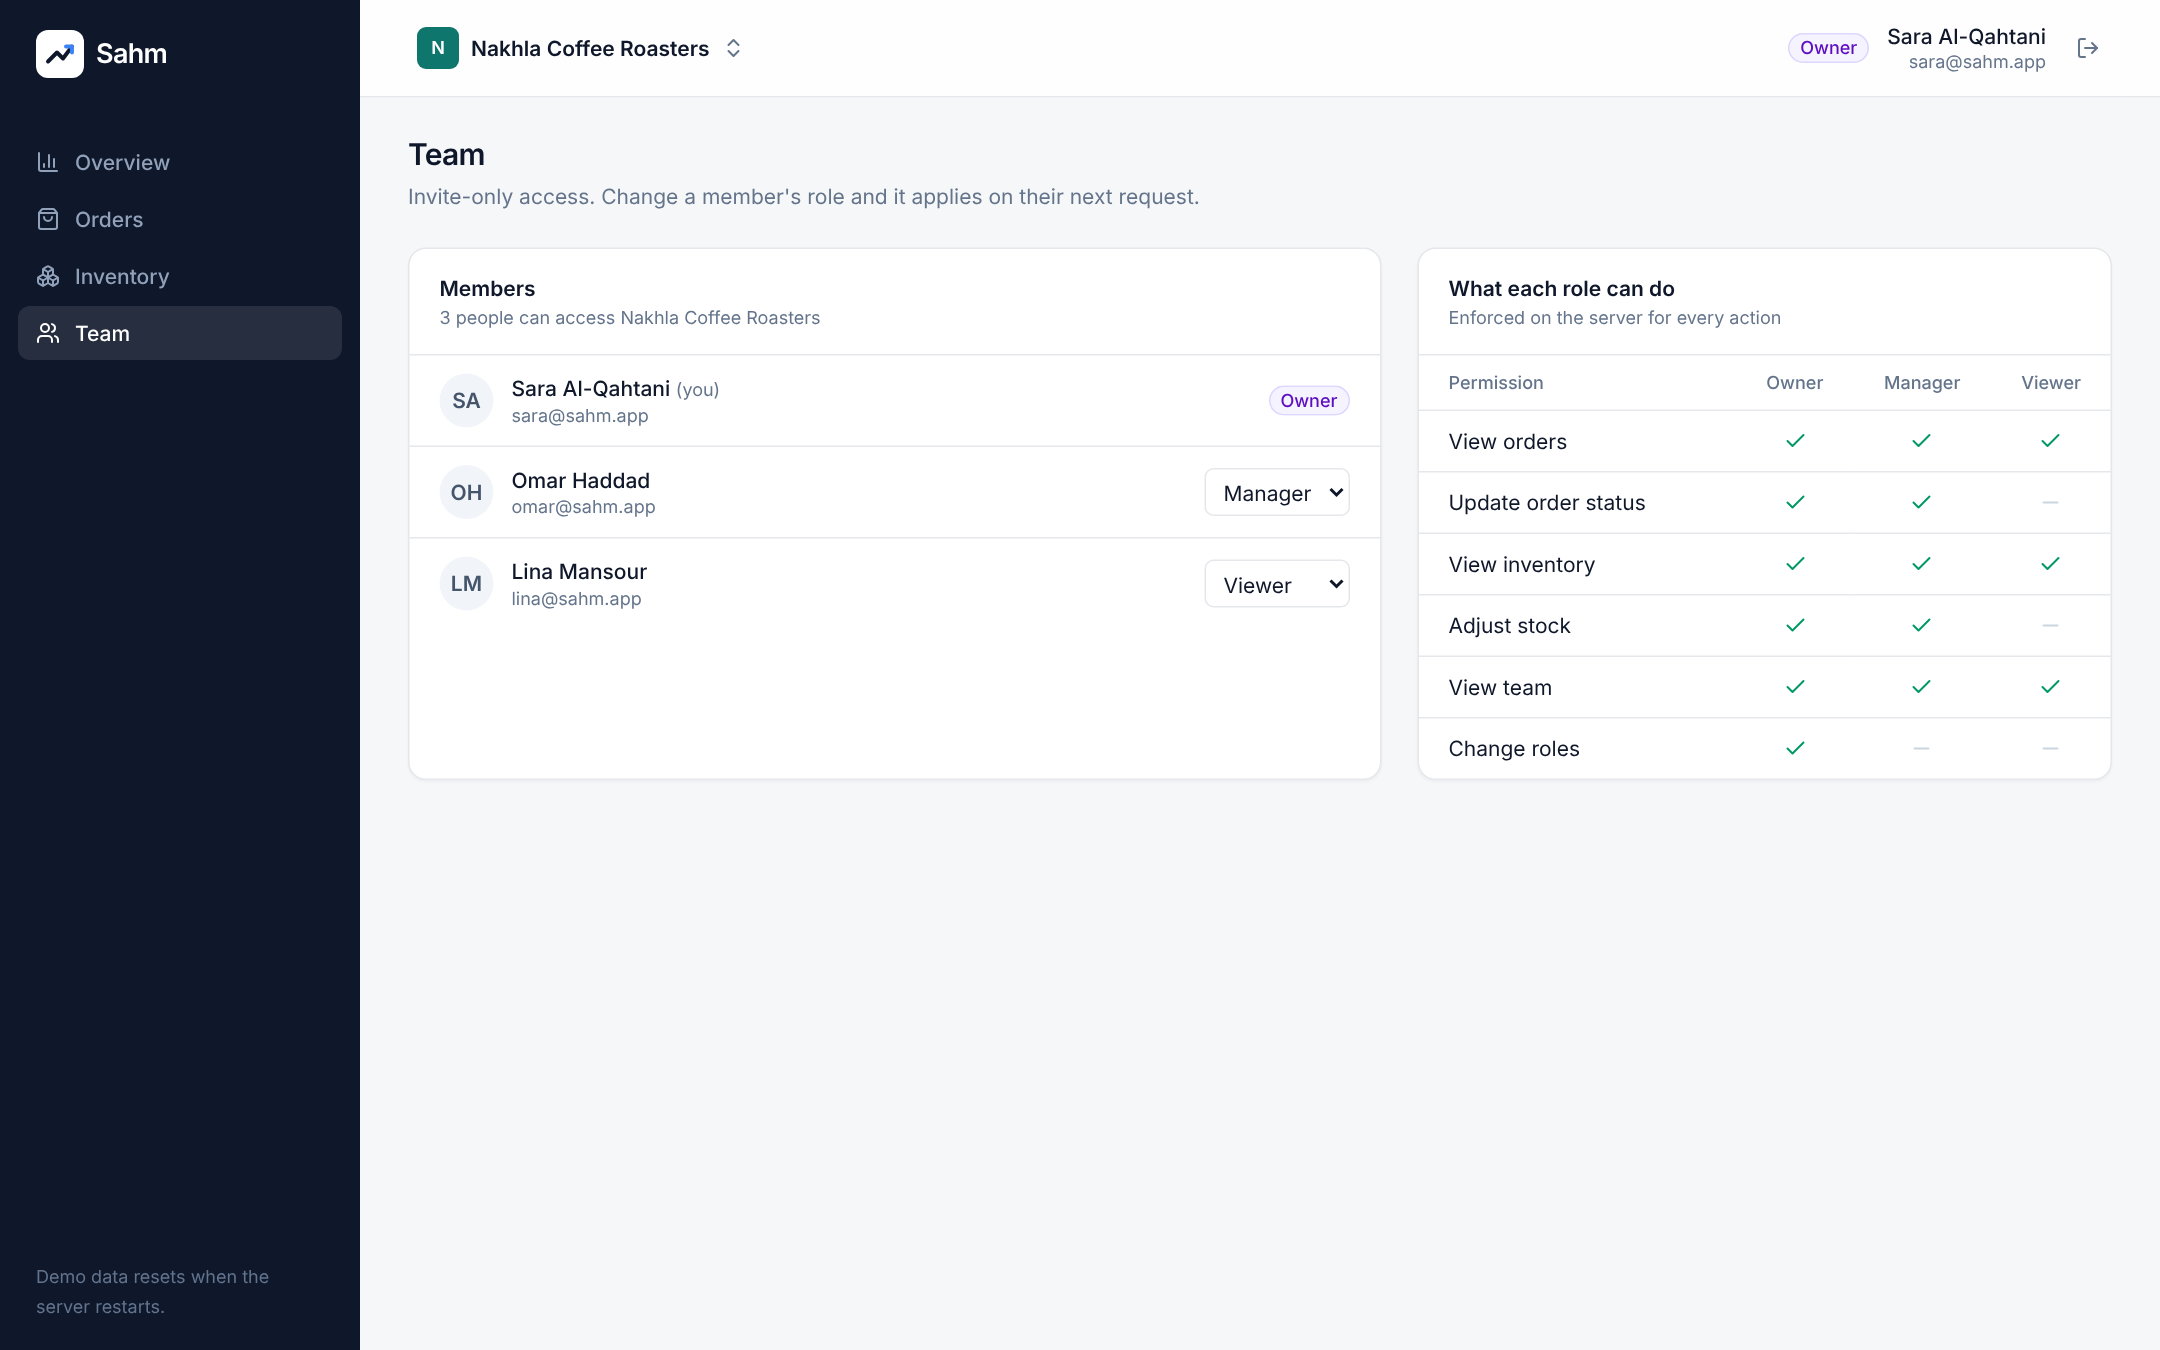 Sahm
Overview
Orders
Inventory
Team
Demo data resets when the
server restarts.
N
Nakhla Coffee Roasters
Owner
Sara Al-Qahtani
sara@sahm.app
Team
Invite-only access. Change a member's role and it applies on their next request.
Members
3 people can access Nakhla Coffee Roasters
SA
Sara Al-Qahtani (you)
sara@sahm.app
Owner
OH
Omar Haddad
omar@sahm.app
Manager
LM
Lina Mansour
lina@sahm.app
Viewer
What each role can do
Enforced on the server for every action
Permission Owner Manager Viewer
View orders
Update order status
View inventory
Adjust stock
View team
Change roles